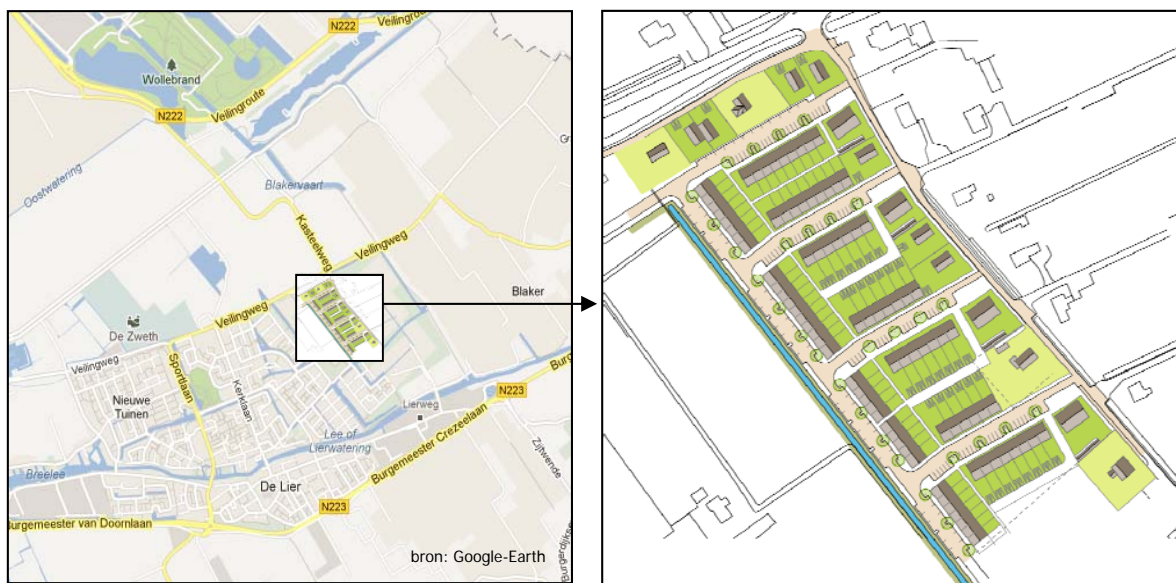 N222
Veilingroute
Wollebrand
N222
Veilingroute
Oostwatering
Blakervaart
Kasteelweg
Veilingweg
Blaker
De Zweth
Veilingweg
Veilingweg
Sportlaan
Kerklaan
Nieuwe
Tuinen
N223
Lierweg
Burgemeester Crezeelaan
Lee of
Lierwatering
Zijtwende
Breelee
De Lier
N223
Burgemeester van Doornlaan
bron: Google-Earth